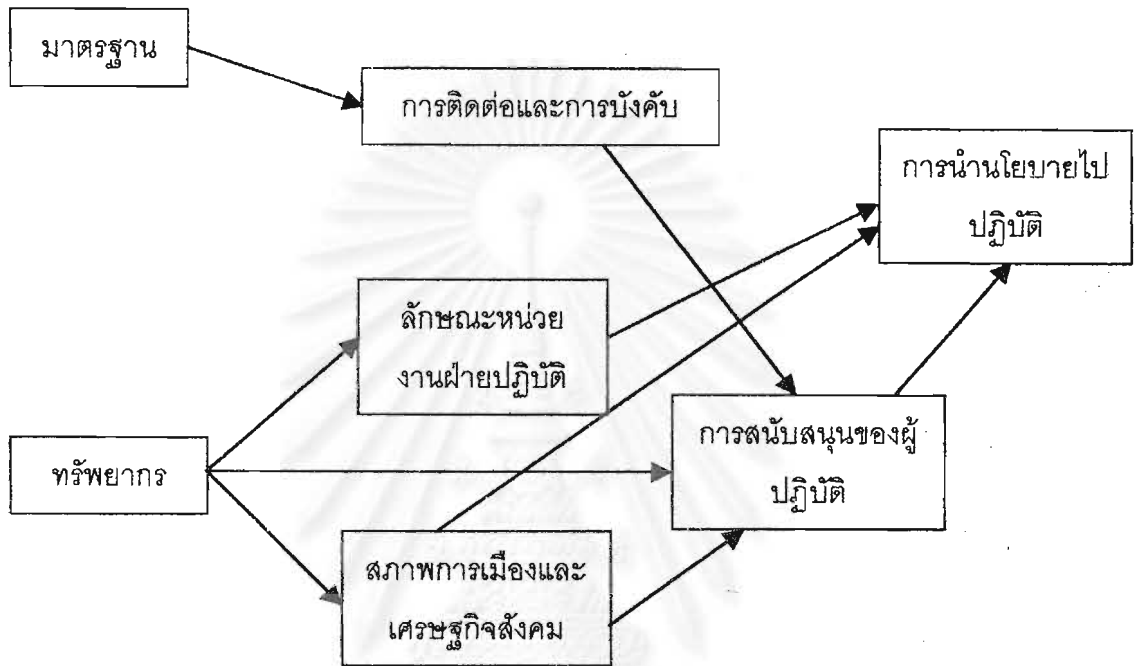 มาตรฐาน
การติดต่อและการบังคับ
การนำนโยบายไป
ปฏิบัติ
ลักษณะหน่วย
งานฝ่ายปฏิบัติ
การสนับสนุนของผู้
ปฏิบัติ
ทรัพยากร
สภาพการเมืองและ
เศรษฐกิจสังคม